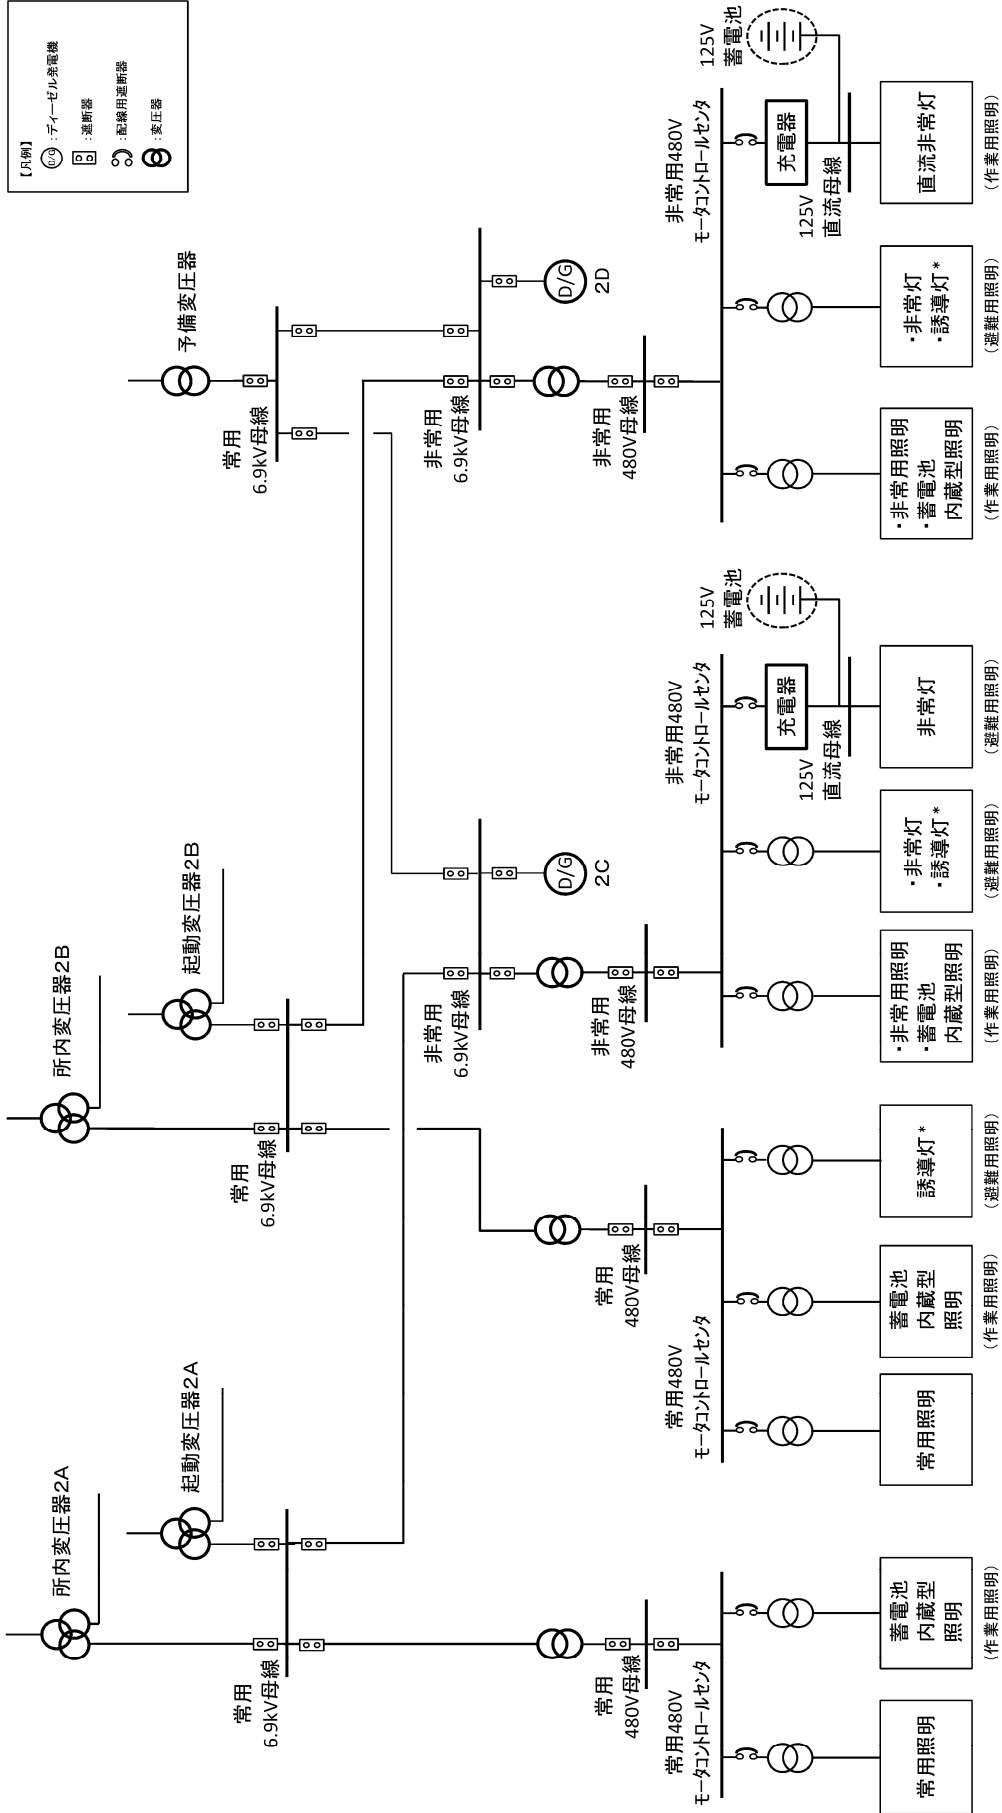 【凡例】
D/G :ディーゼル発電機
:遮断器
:配線用遮断器
:変圧器
所内変圧器2A
起動変圧器2A
所内変圧器2B
起動変圧器2B
予備変圧器
常用
6.9kV母線
常用
6.9kV母線
常用
6.9kV母線
非常用
6.9kV母線
非常用
6.9kV母線
D/G
2C
D/G
2D
常用
480V母線
常用
480V母線
非常用
480V母線
非常用
480V母線
常用480V
モータコントロールセンタ
常用480V
モータコントロールセンタ
非常用480V
モータコントロールセンタ
非常用480V
モータコントロールセンタ
充電器
125V
蓄電池
125V
直流母線
充電器
125V
蓄電池
125V
直流母線
常用照明
蓄電池
内蔵型
照明
(作業用照明)
常用照明
蓄電池
内蔵型
照明
(作業用照明)
誘導灯*
(避難用照明)
・非常用照明
・蓄電池
内蔵型照明
(作業用照明)
・非常灯
・誘導灯*
(避難用照明)
非常灯
(避難用照明)
・非常用照明
・蓄電池
内蔵型照明
(作業用照明)
・非常灯
・誘導灯*
(避難用照明)
直流非常灯
(作業用照明)